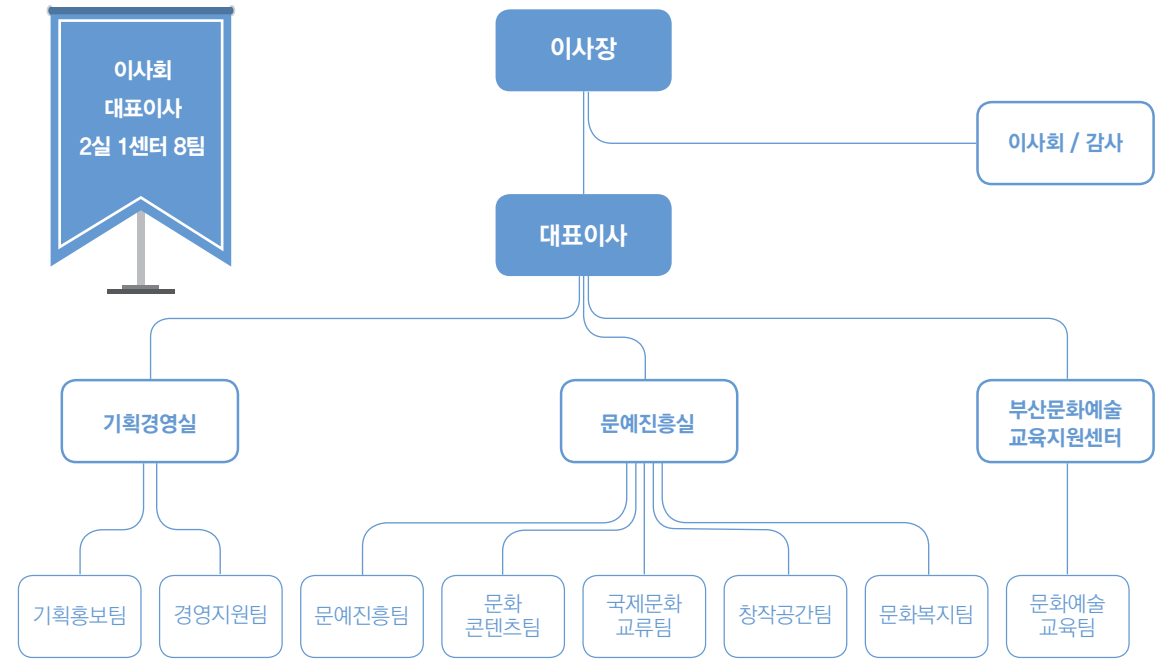 이사회
대표이사
2실 1센터 8팀
이사장
이사회 / 감사
대표이사
기획경영실
문예진흥실
부산문화예술
교육지원센터
기획홍보팀
경영지원팀
문예진흥팀
문화
콘텐츠팀
국제문화
교류팀
창작공간팀
문화복지팀
문화예술
교육팀